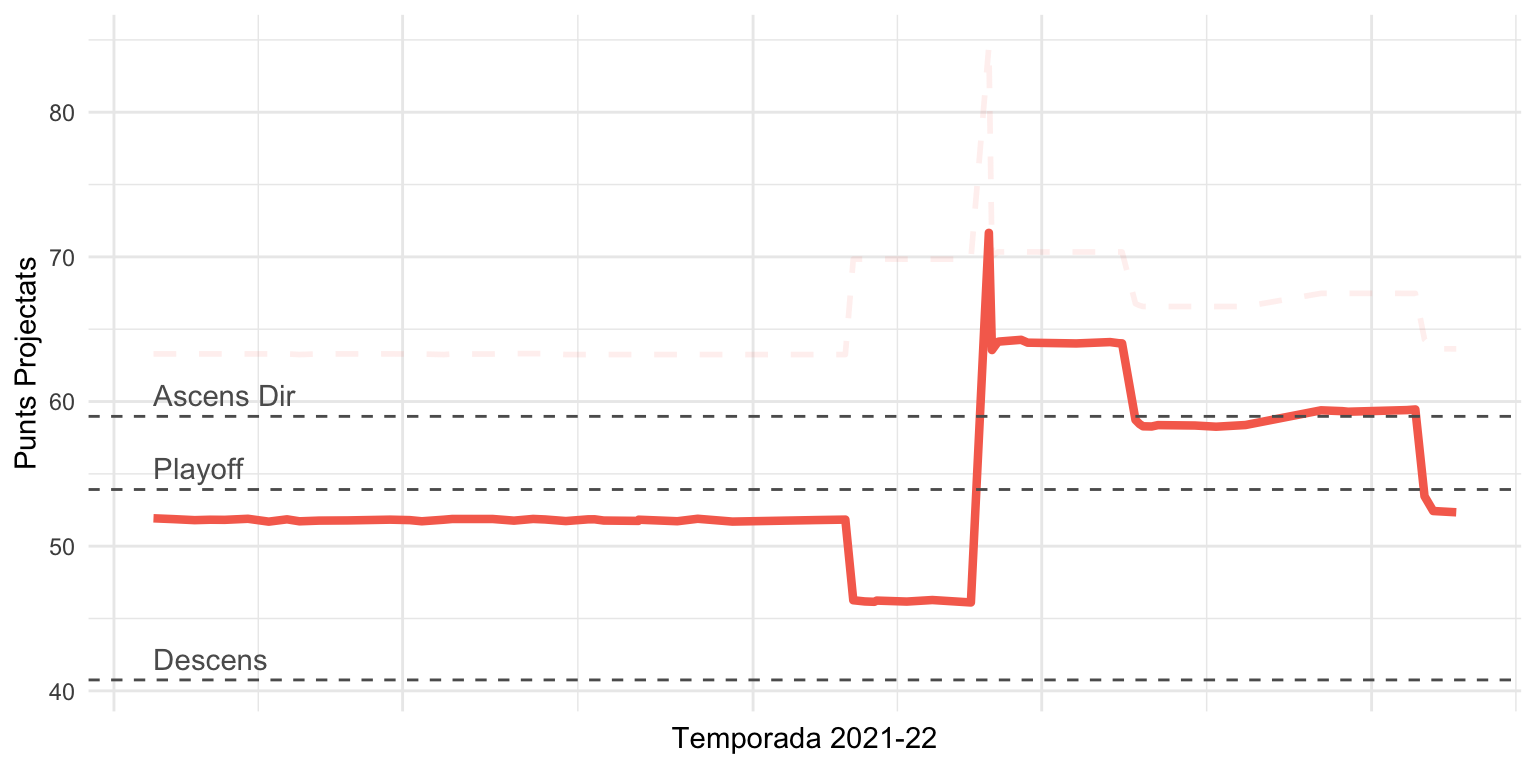 80
70
60
50
40
Punts Projectats
Ascens Dir
Playoff
Descens
Temporada 2021-22